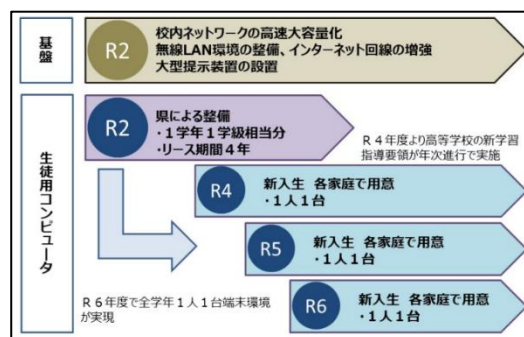 基盤
R2
校内ネットワークの高速大容量化
無線LAN環境の整備、インターネット回線の増強
大型提示装置の設置
生徒用コンピュータ
R2
県による整備
・1学年1学級相当分
・リース期間4年
R4年度より高等学校の新学習
指導要領が年次進行で実施
R4
新入生 各家庭で用意
・1人1台
R5
新入生 各家庭で用意
・1人1台
R6年度で全学年1人1台端末環境
が実現
R6
新入生 各家庭で用意
・1人1台